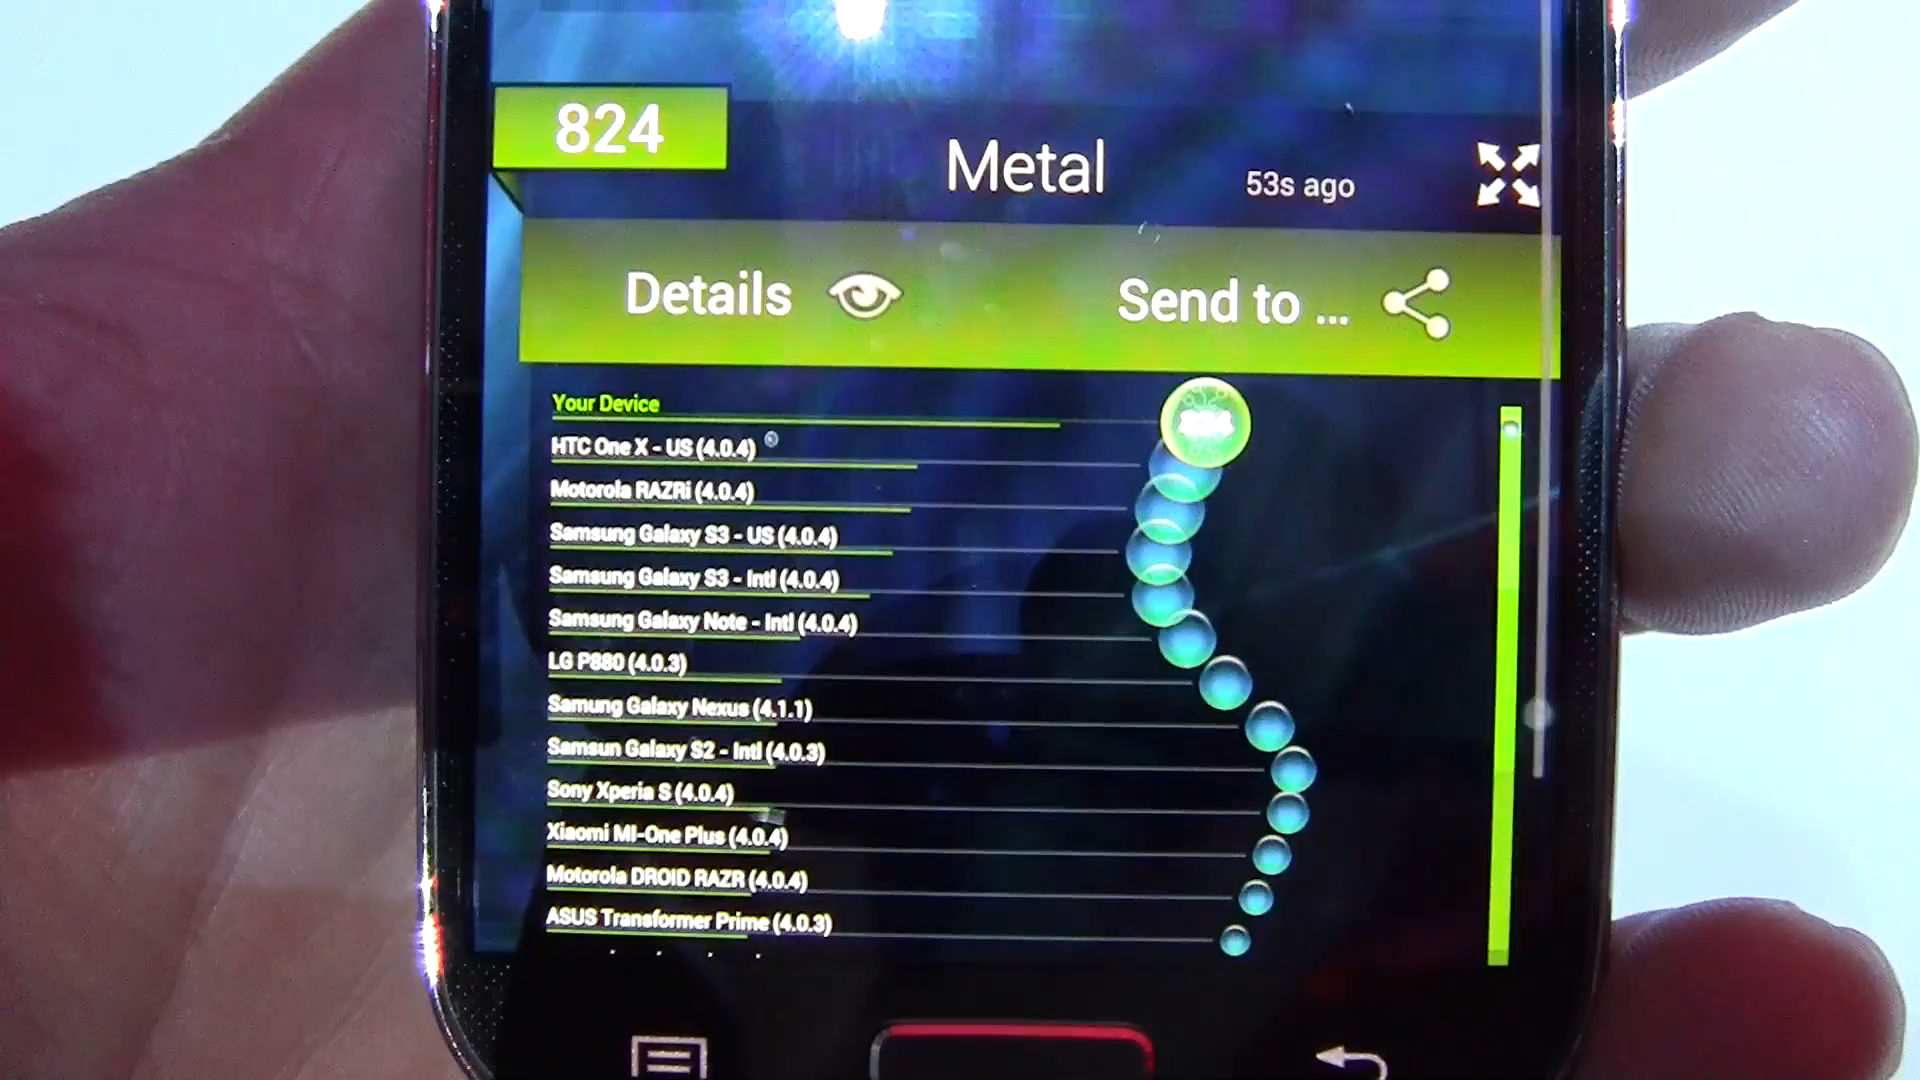 824
Metal
53s ago
Details
Send to ...
Your Device
824
HTC One X - US (4.0.4)
Motorola RAZRi (4.0.4)
Samsung Galaxy S3 - US (4.0.4)
Samsung Galaxy S3 - Intl (4.0.4)
Samsung Galaxy Note - Intl (4.0.4)
LG P880 (4.0.3)
Samung Galaxy Nexus (4.1.1)
Samsun Galaxy S2 - Intl (4.0.3)
Sony Xperia S (4.0.4)
Xiaomi MI-One Plus (4.0.4)
Motorola DROID RAZR (4.0.4)
ASUS Transformer Prime (4.0.3)